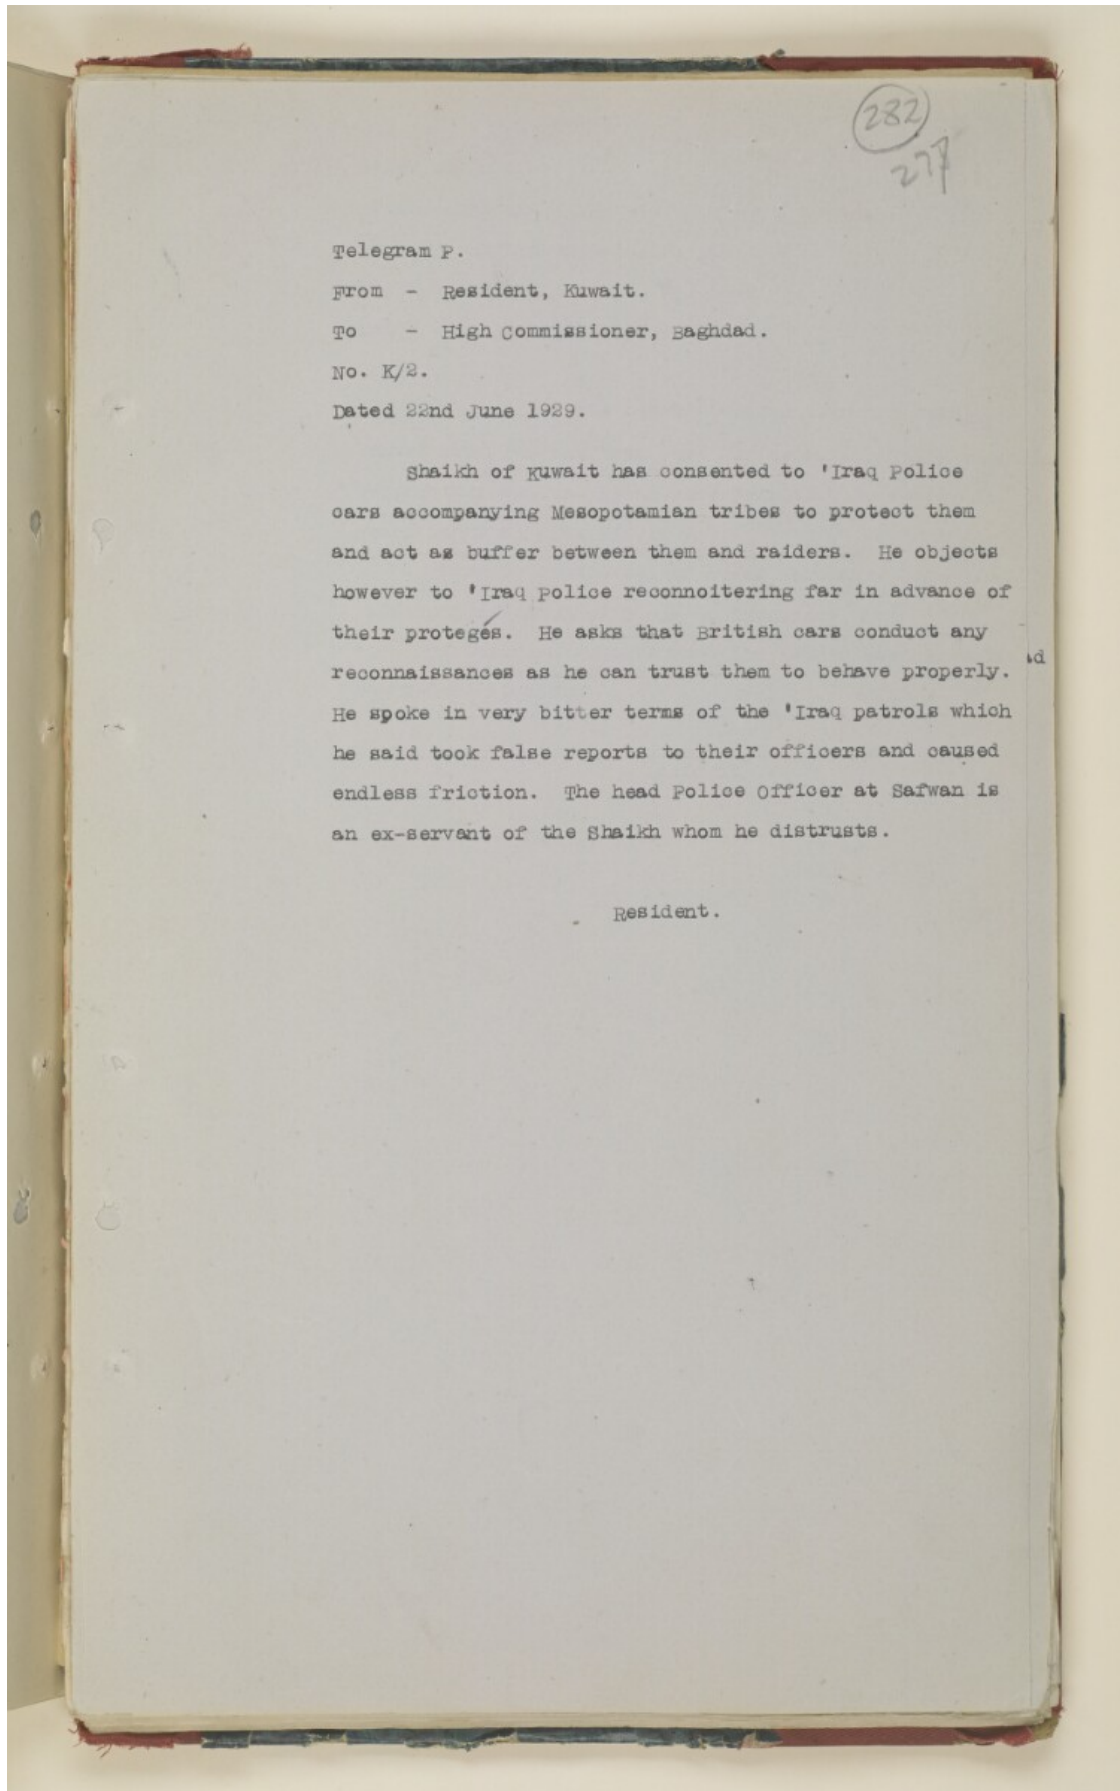 282
277
Telegram P.
From - Resident, Kuwait.
To - High Commissioner, Baghdad.
No. K/2.
Dated 22nd June 1929.
Shaikh of Kuwait has consented to 'Iraq Police
cars accompanying Mesopotamian tribes to protect them
and act as buffer between them and raiders. He objects
however to 'Iraq Police reconnoitering far in advance of
their protegés. He asks that British cars conduct any
reconnaissances as he can trust them to behave properly.
He spoke in very bitter terms of the 'Iraq patrols which
he said took false reports to their officers and caused
endless friction. The head Police Officer at Safwan is
an ex-servant of the Shaikh whom he distrusts.
Resident.